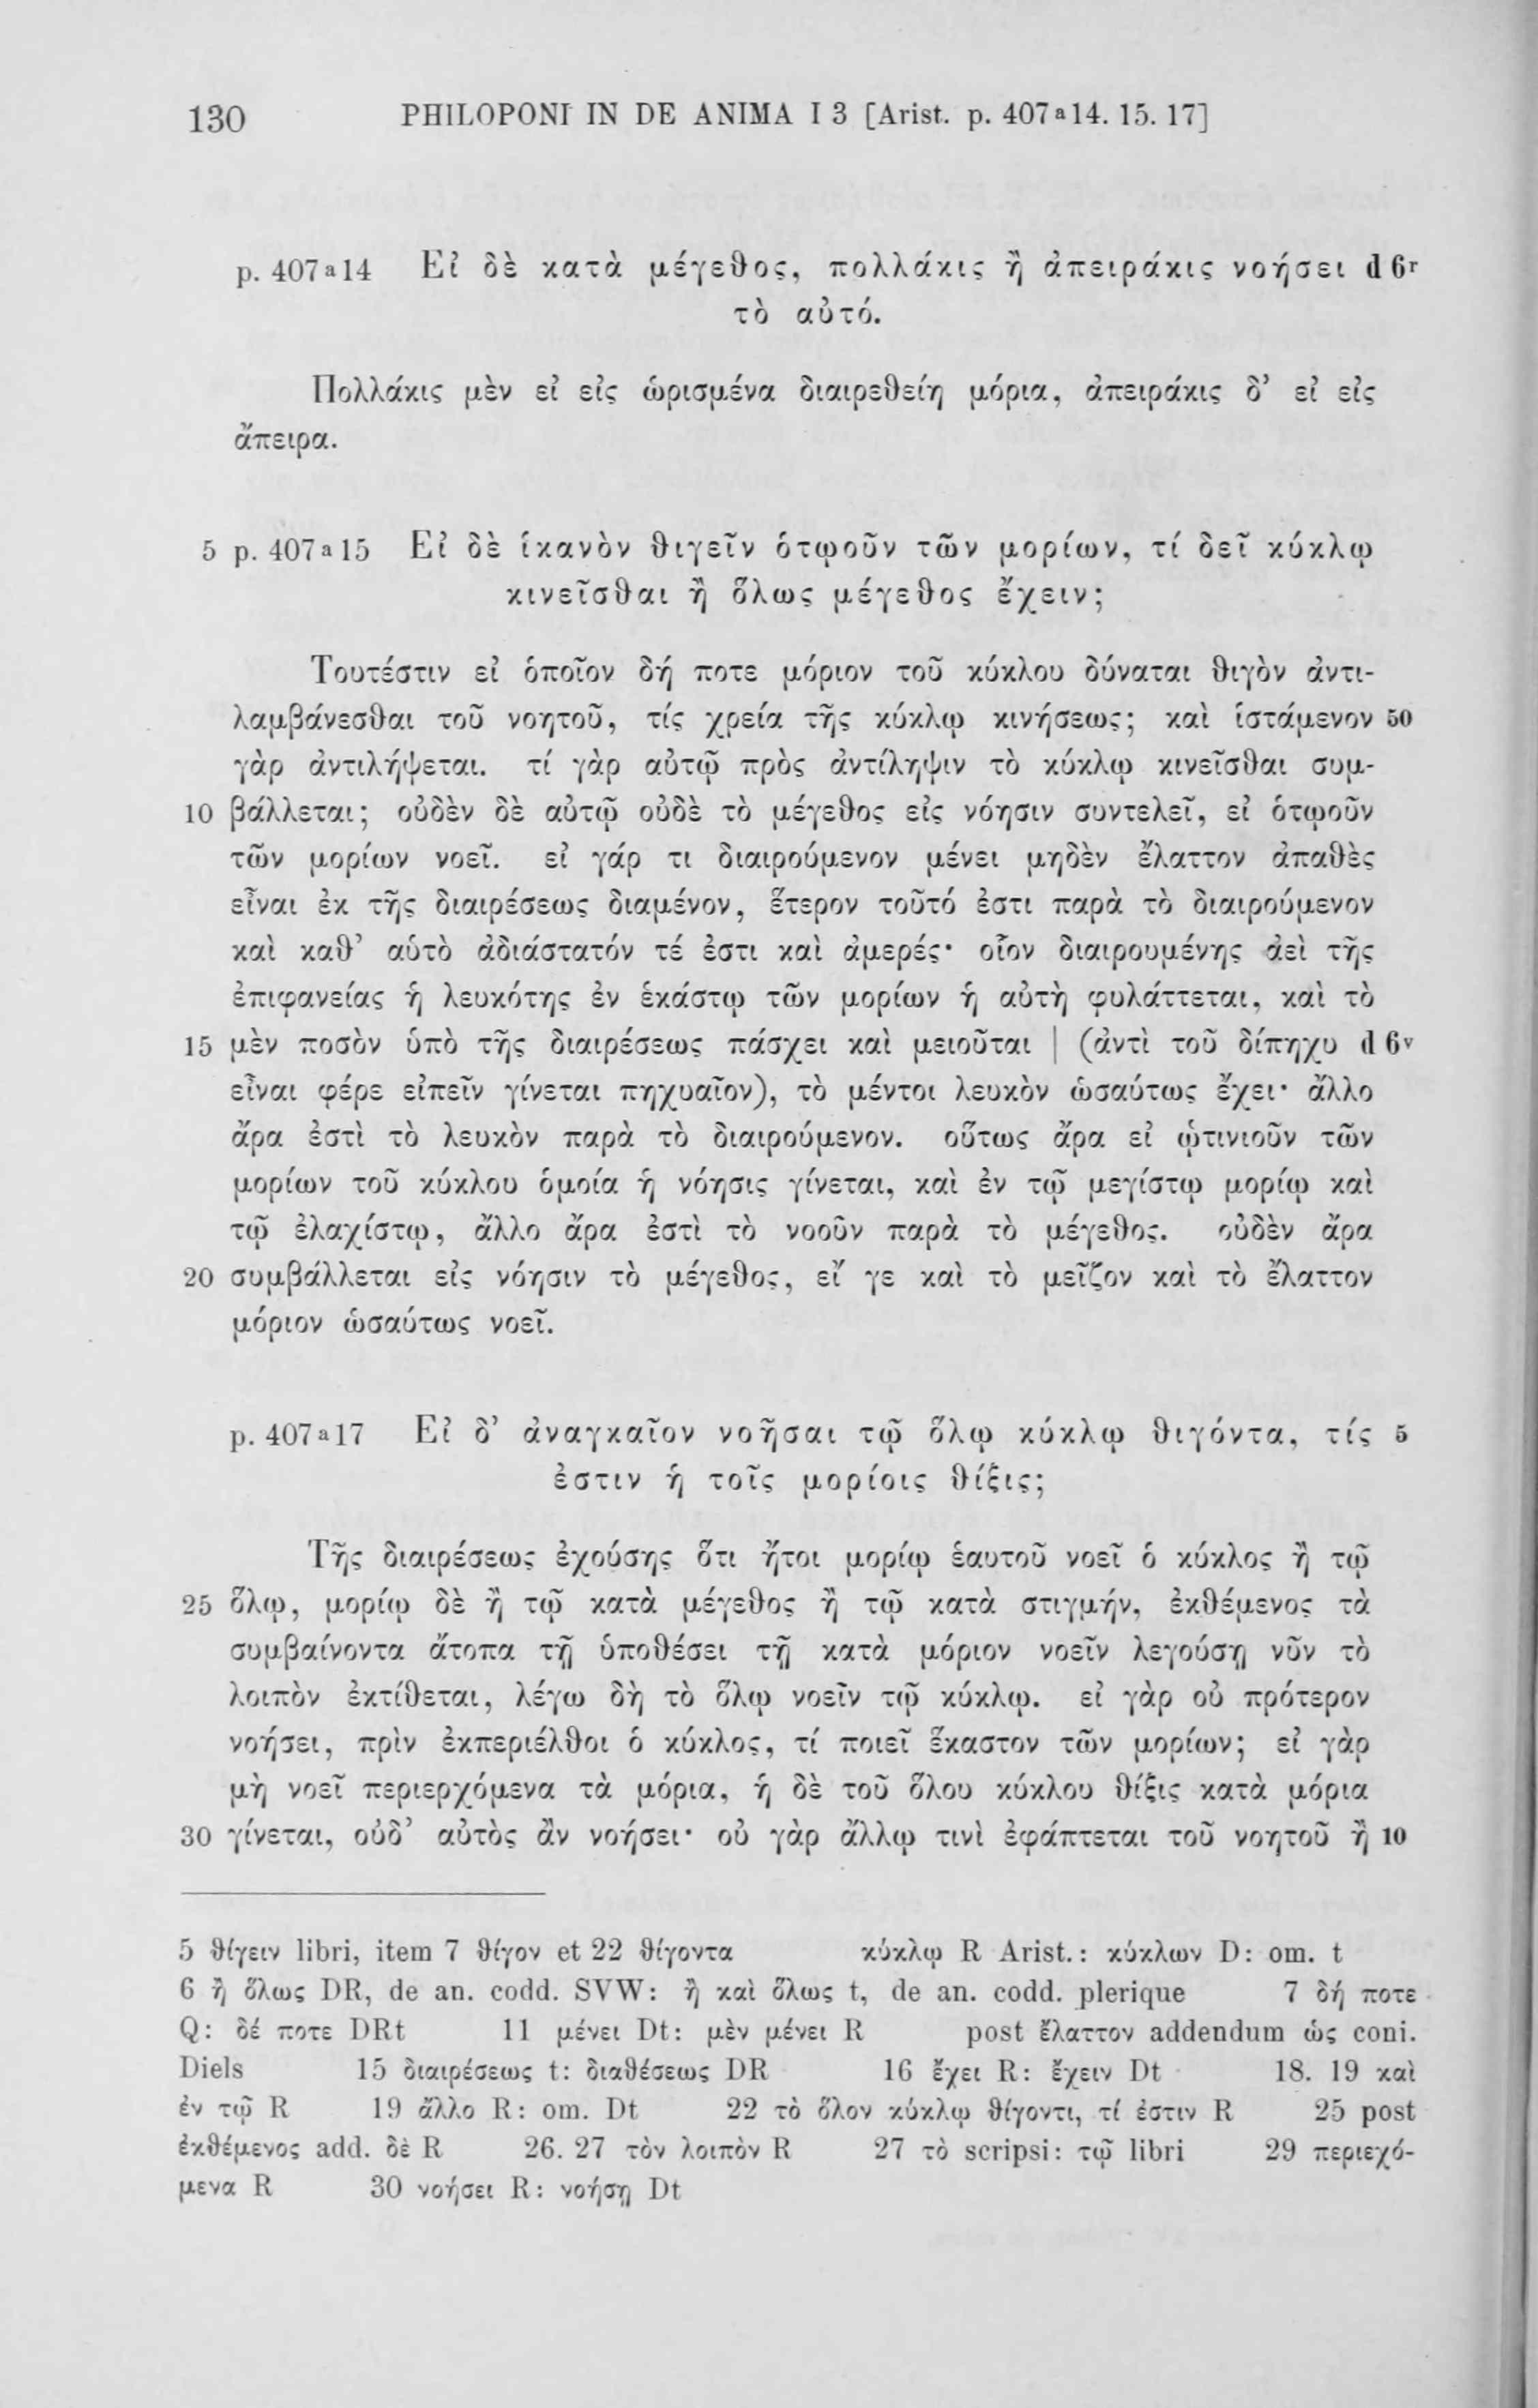 130 PHILOPONI IN DE ANIMA I 3 [Arist. p. 407a14. 15. 17]
p. 407a14 Εἰ δὲ κατὰ μέγεθος, πολλάκις ἢ ἀπειράκις νοήσει d 6r
τὸ αὐτό.
Πολλάκις μὲν εἰ εἰς ὡρισμένα διαιρεθείη μόρια, ἀπειράκις δ’ εἰ εἰς
ἄπειρα.
5 p. 407a15 Εἰ δὲ ἱκανὸν θιγεῖν ὁτῳοῦν τῶν μορίων, τί δεῖ κύκλῳ
κινεῖσθαι ἢ ὅλως μέγεθος ἔχειν;
Τουτέστιν εἰ ὁποῖον δή ποτε μόριον τοῦ κύκλου δύναται θιγὸν ἀντι-
λαμβάνεσθαι τοῦ νοητοῦ, τίς χρεία τῆς κύκλῳ κινήσεως; καὶ ἱστάμενον 50
γὰρ ἀντιλήψεται. τί γὰρ αὐτῷ πρὸς ἀντίληψιν τὸ κύκλῳ κινεῖσθαι συμ-
10 βάλλεται; οὐδὲν δὲ αὐτῷ οὐδὲ τὸ μέγεθος εἰς νόησιν συντελεῖ, εἰ ὁτῳοῦν
τῶν μορίων νοεῖ. εἰ γάρ τι διαιρούμενον μένει μηδὲν ἔλαττον ἀπαθὲς
εἶναι ἐκ τῆς διαιρέσεως διαμένον, ἕτερον τοῦτό ἐστι παρὰ τὸ διαιρούμενον
καὶ καθ’ αὑτὸ ἀδιάστατόν τέ ἐστι καὶ ἀμερές· οἷον διαιρουμένης ἀεὶ τῆς
ἐπιφανείας ἡ λευκότης ἐν ἑκάστῳ τῶν μορίων ἡ αὐτὴ φυλάττεται, καὶ τὸ
15 μὲν ποσὸν ὑπὸ τῆς διαιρέσεως πάσχει καὶ μειοῦται | (ἀντὶ τοῦ δίπηχυ d 6v
εἶναι φέρε εἰπεῖν γίνεται πηχυαῖον), τὸ μέντοι λευκὸν ὡσαύτως ἔχει· ἄλλο
ἄρα ἐστὶ τὸ λευκὸν παρὰ τὸ διαιρούμενον. οὕτως ἄρα εἰ ᾡτινιοῦν τῶν
μορίων τοῦ κύκλου ὁμοία ἡ νόησις γίνεται, καὶ ἐν τῷ μεγίστῳ μορίῳ καὶ
τῷ ἐλαχίστῳ, ἄλλο ἄρα ἐστὶ τὸ νοοῦν παρὰ τὸ μέγεθος. οὐδὲν ἄρα
20 συμβάλλεται εἰς νόησιν τὸ μέγεθος, εἴ γε καὶ τὸ μεῖζον καὶ τὸ ἔλαττον
μόριον ὡσαύτως νοεῖ.
p. 407a17 Εἰ δ’ ἀναγκαῖον νοῆσαι τῷ ὅλῳ κύκλῳ θιγόντα, τίς 5
ἐστιν ἡ τοῖς μορίοις θίξις;
Τῆς διαιρέσεως ἐχούσης ὅτι ἤτοι μορίῳ ἑαυτοῦ νοεῖ ὁ κύκλος ἢ τῷ
25 ὅλῳ, μορίῳ δὲ ἢ τῷ κατὰ μέγεθος ἢ τῷ κατὰ στιγμήν, ἐκθέμενος τὰ
συμβαίνοντα ἄτοπα τῇ ὑποθέσει τῇ κατὰ μόριον νοεῖν λεγούσῃ νῦν τὸ
λοιπὸν ἐκτίθεται, λέγω δὴ τὸ ὅλῳ νοεῖν τῷ κύκλῳ. εἰ γὰρ οὐ πρότερον
νοήσει, πρὶν ἐκπεριέλθοι ὁ κύκλος, τί ποιεῖ ἕκαστον τῶν μορίων; εἰ γὰρ
μὴ νοεῖ περιερχόμενα τὰ μόρια, ἡ δὲ τοῦ ὅλου κύκλου θίξις κατὰ μόρια
30 γίνεται, οὐδ’ αὐτὸς ἂν νοήσει· οὐ γὰρ ἄλλῳ τινὶ ἐφάπτεται τοῦ νοητοῦ ἢ 10
5 θίγειν libri, item 7 θίγον et 22 θίγοντα κύκλῳ R Arist.: κύκλων D: om. t
6 ἢ ὅλως DR, de an. codd. SVW: ἢ καὶ ὅλως t, de an. codd. plerique 7 δή ποτε
Q: δέ ποτε DRt 11 μένει Dt: μὲν μένει R post ἔλαττον addendum ὡς coni.
Diels 15 διαιρέσεως t: διαθέσεως DR 16 ἔχει R: ἔχειν Dt 18. 19 καὶ
ἐν τῷ R 19 ἄλλο R: om. Dt 22 τὸ ὅλον κύκλῳ θίγοντι, τί ἐστιν R 25 post
ἐκθέμενος add. δὲ R 26. 27 τὸν λοιπὸν R 27 τὸ scripsi: τῷ libri 29 περιεχό-
μενα R 30 νοήσει R: νοήσῃ Dt